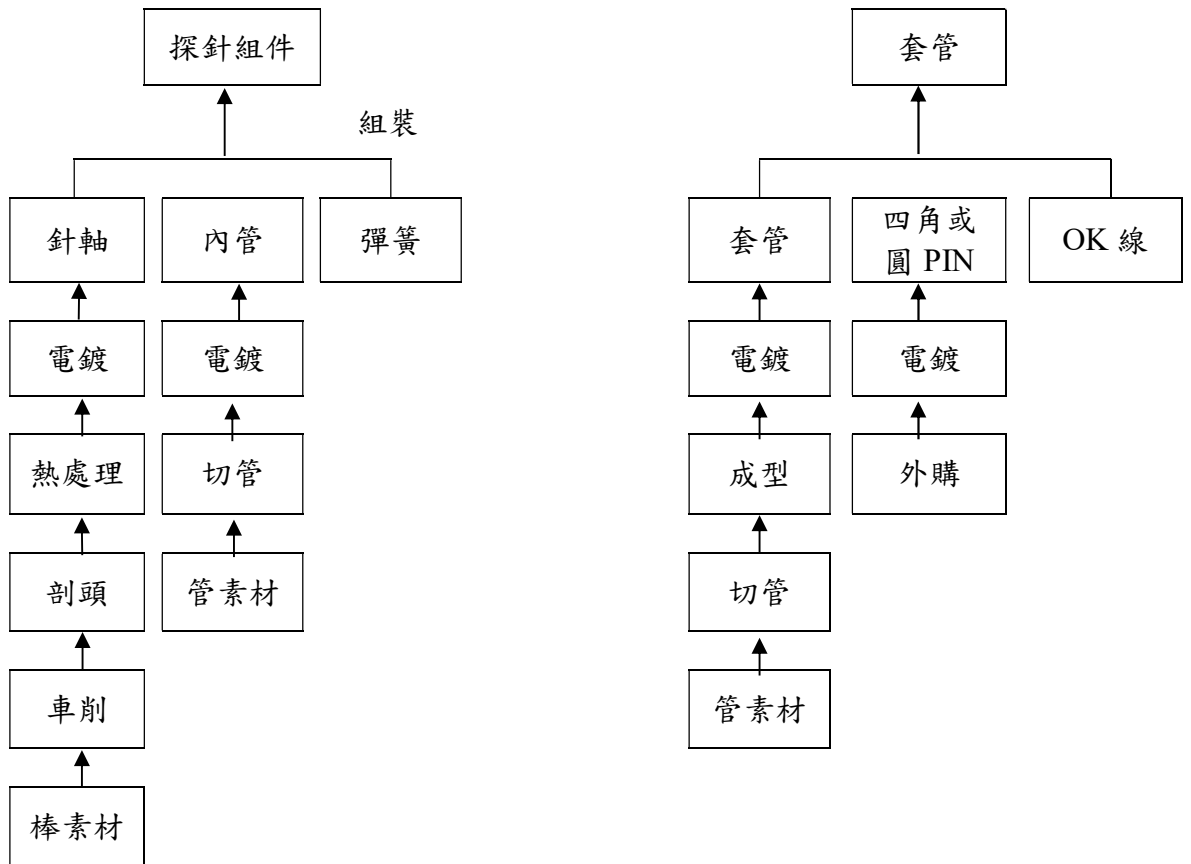 探針組件
套管
組裝
針軸
內管
彈簧
套管
四角或
圓 PIN
OK 線
電鍍
電鍍
電鍍
電鍍
熱處理
切管
成型
外購
剖頭
管素材
切管
車削
管素材
棒素材